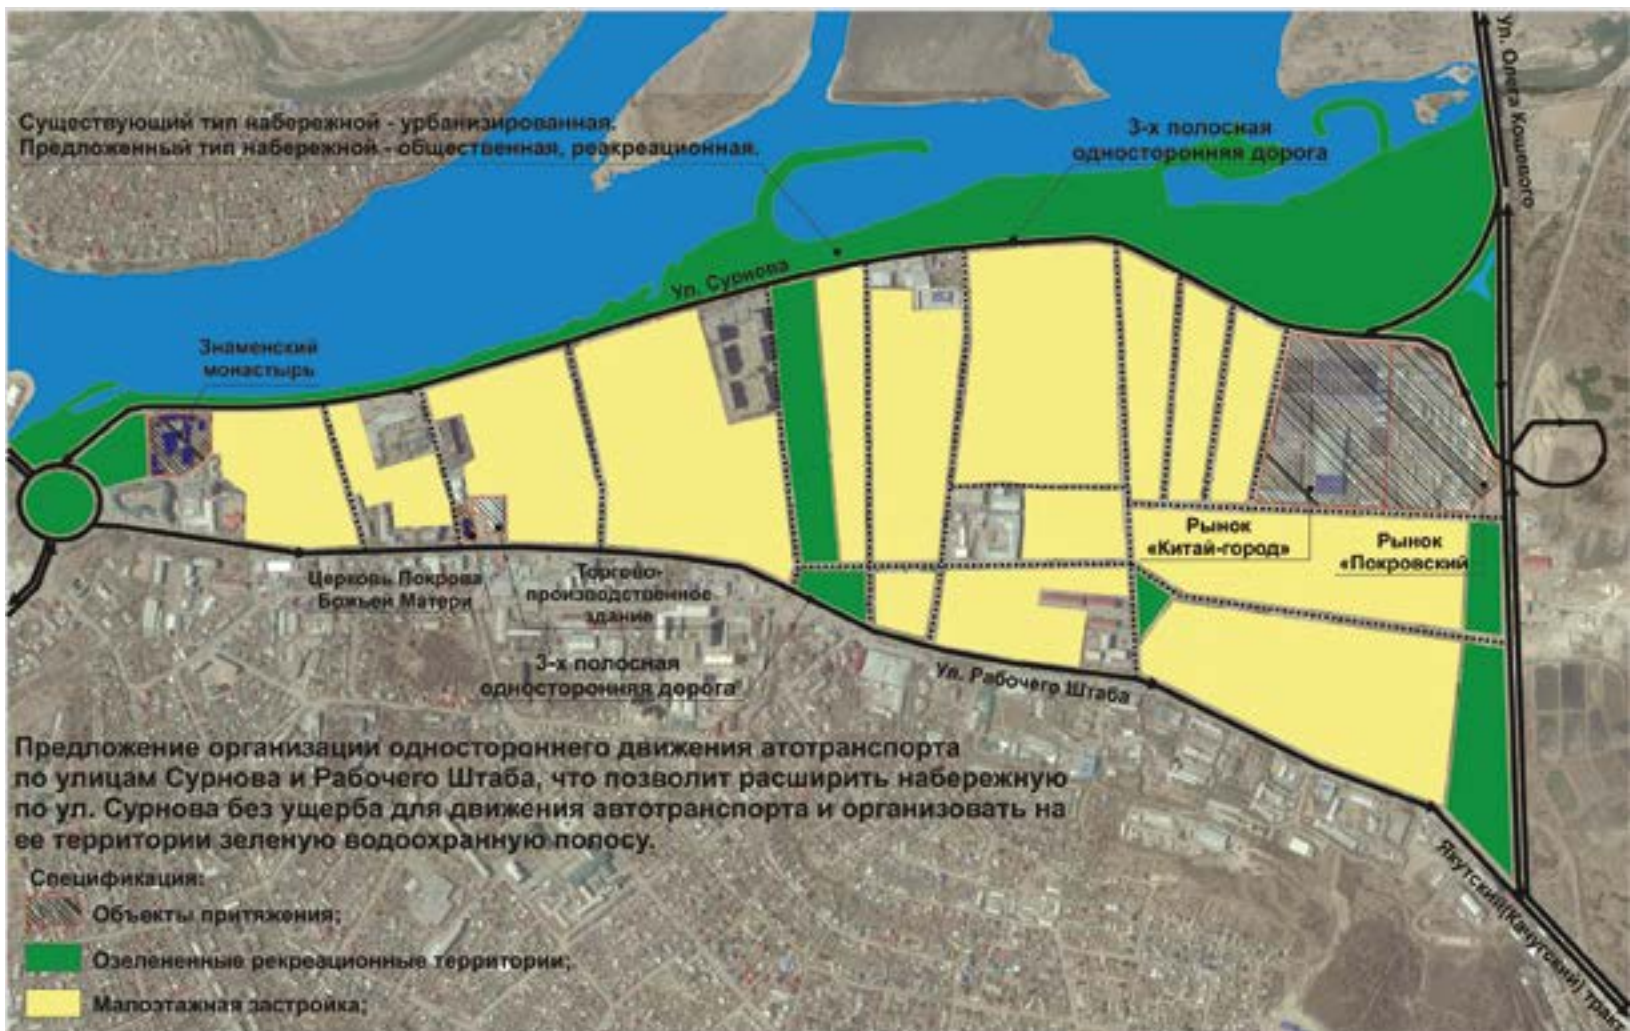 Ул. Олега Кошевого
Существующий тип набережной - урбанизированная.
Предложенный тип набережной - общественная, реакреационная.
3-х полосная
односторонняя дорога
Ул. Сурнова
Знаменский
монастырь
Рынок
«Китай-город»
Рынок
«Покровский
Церковь Покрова
Божьей Матери
Торгово-
производственное
здание
3-х полосная
односторонняя дорога
Ул. Рабочего Штаба
Предложение организации одностороннего движения атотранспорта
по улицам Сурнова и Рабочего Штаба, что позволит расширить набережную
по ул. Сурнова без ущерба для движения автотранспорта и организовать на
ее территории зеленую водоохранную полосу.
Якутский(Качугский) тракт
Спецификация:
Объекты притяжения;
Озелененные рекреационные территории;
Малоэтажная застройка;